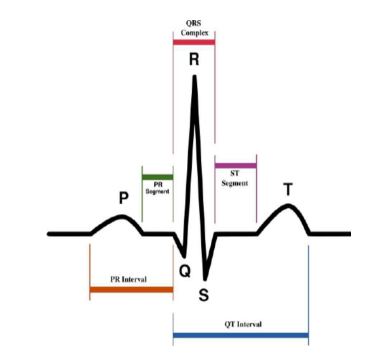 QRS
Complex
R
P
PR
Segment
ST
Segment
T
Q
PR Interval
S
QT Interval